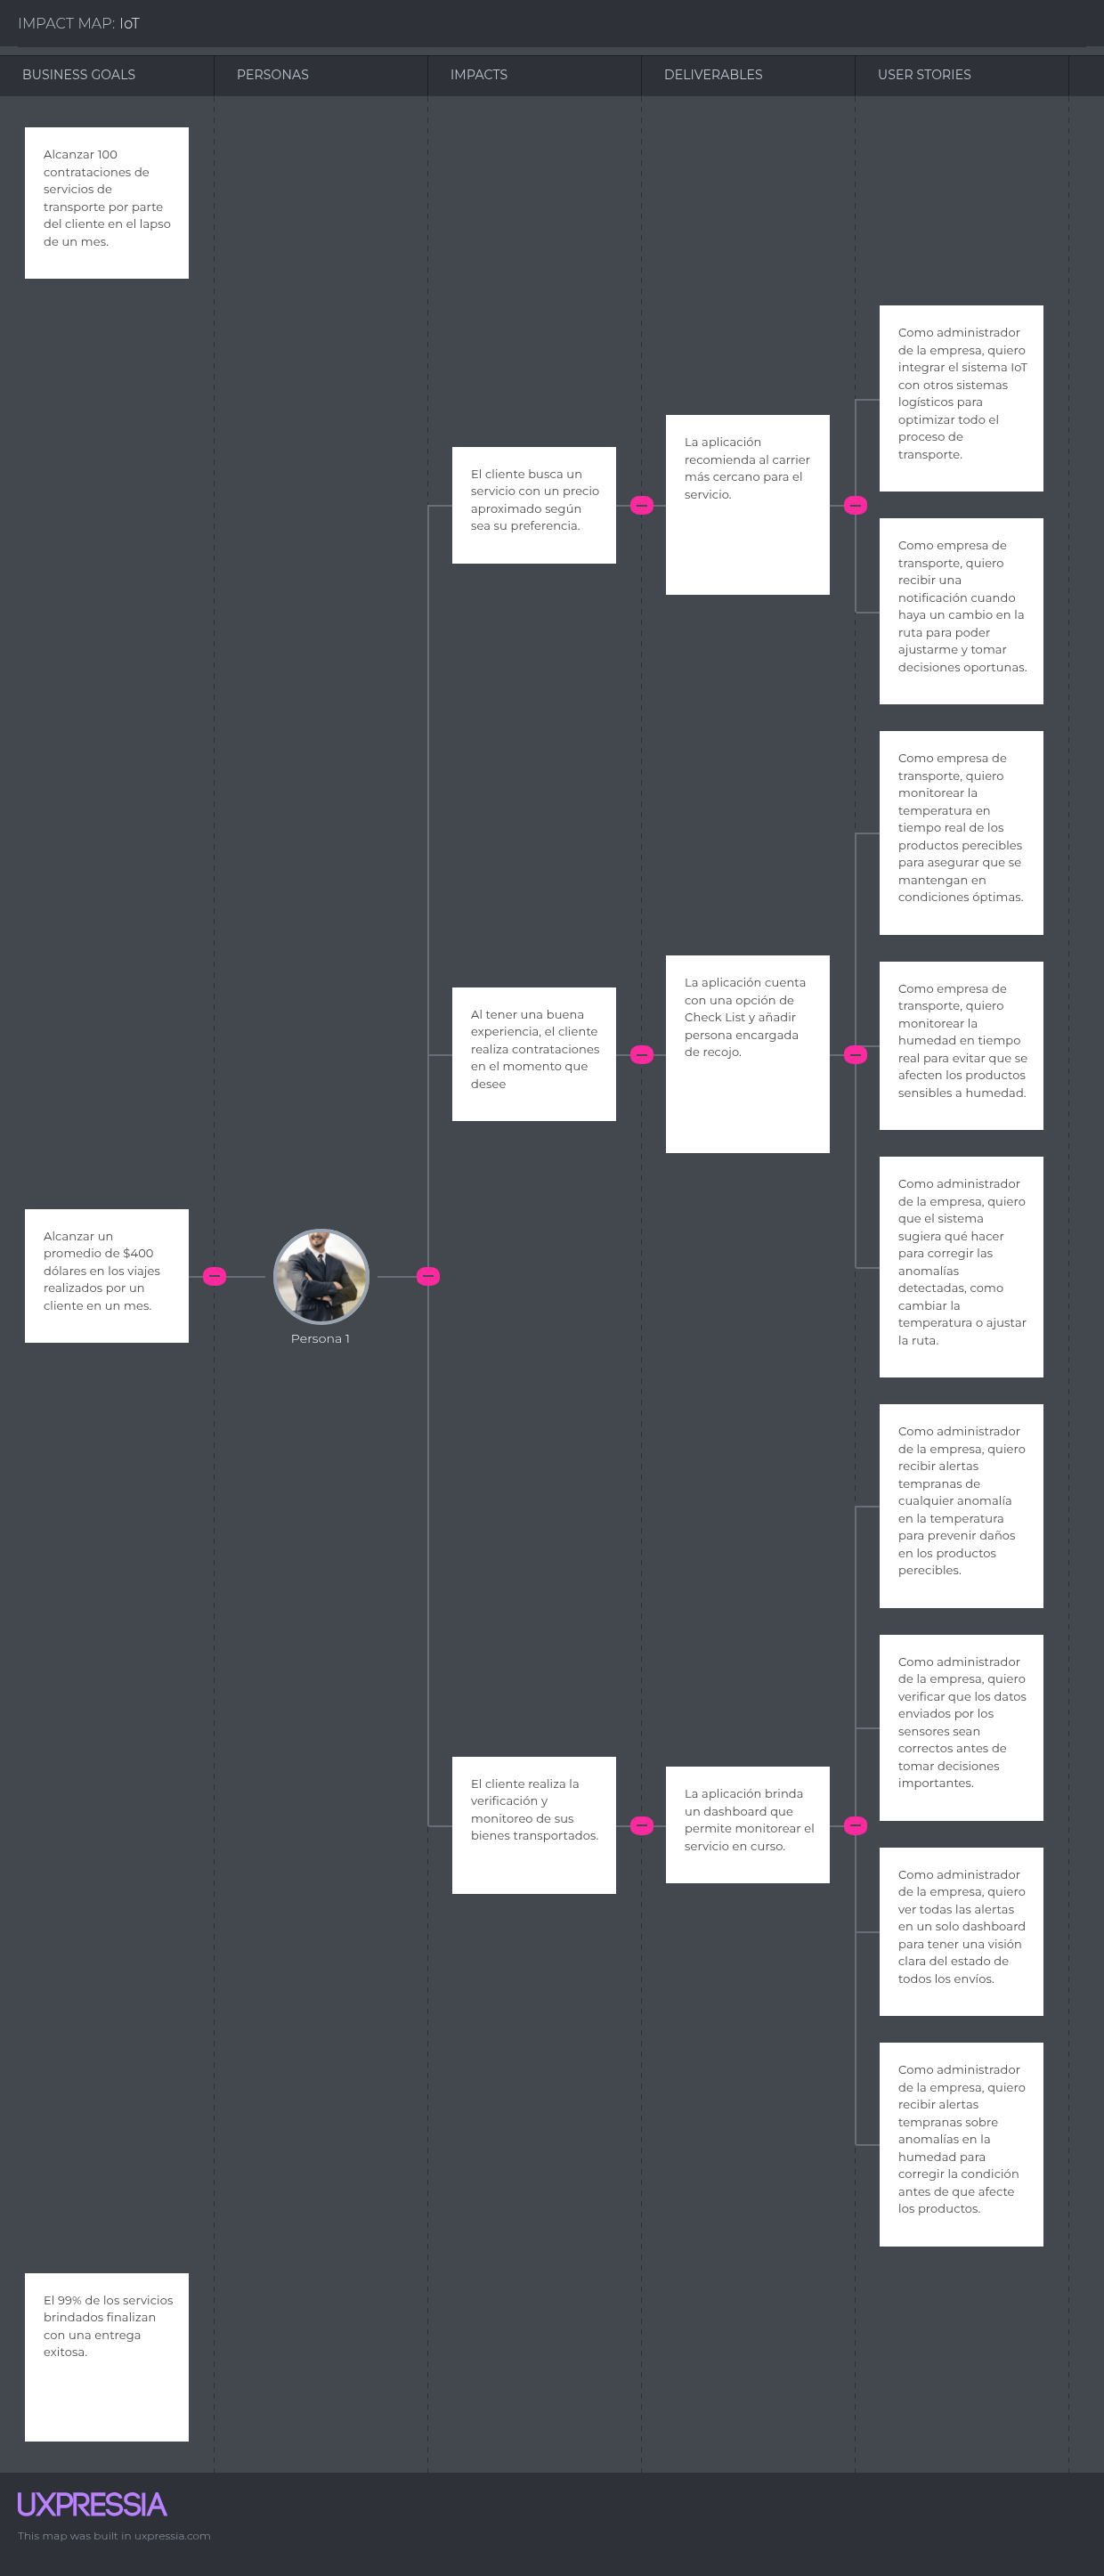 IMPACT MAP: IoT
BUSINESS GOALS
PERSONAS
IMPACTS
DELIVERABLES
USER STORIES
Alcanzar 100
contrataciones de
servicios de
transporte por parte
del cliente en el lapso
de un mes.
Alcanzar un
promedio de $400
dólares en los viajes
realizados por un
cliente en un mes.
El 99% de los servicios
brindados finalizan
con una entrega
exitosa.
Persona 1
El cliente busca un
servicio con un precio
aproximado según
sea su preferencia.
Al tener una buena
experiencia, el cliente
realiza contrataciones
en el momento que
desee
El cliente realiza la
verificación y
monitoreo de sus
bienes transportados.
La aplicación
recomienda al carrier
más cercano para el
servicio.
La aplicación cuenta
con una opción de
Check List y añadir
persona encargada
de recojo.
La aplicación brinda
un dashboard que
permite monitorear el
servicio en curso.
Como administrador
de la empresa, quiero
integrar el sistema IoT
con otros sistemas
logísticos para
optimizar todo el
proceso de
transporte.
Como empresa de
transporte, quiero
recibir una
notificación cuando
haya un cambio en la
ruta para poder
ajustarme y tomar
decisiones oportunas.
Como empresa de
transporte, quiero
monitorear la
temperatura en
tiempo real de los
productos perecibles
para asegurar que se
mantengan en
condiciones óptimas.
Como empresa de
transporte, quiero
monitorear la
humedad en tiempo
real para evitar que se
afecten los productos
sensibles a humedad.
Como administrador
de la empresa, quiero
que el sistema
sugiera qué hacer
para corregir las
anomalías
detectadas, como
cambiar la
temperatura o ajustar
la ruta.
Como administrador
de la empresa, quiero
recibir alertas
tempranas de
cualquier anomalía
en la temperatura
para prevenir daños
en los productos
perecibles.
Como administrador
de la empresa, quiero
verificar que los datos
enviados por los
sensores sean
correctos antes de
tomar decisiones
importantes.
Como administrador
de la empresa, quiero
ver todas las alertas
en un solo dashboard
para tener una visión
clara del estado de
todos los envíos.
Como administrador
de la empresa, quiero
recibir alertas
tempranas sobre
anomalías en la
humedad para
corregir la condición
antes de que afecte
los productos.
UXPRESSIA
This map was built in uxpressia.com